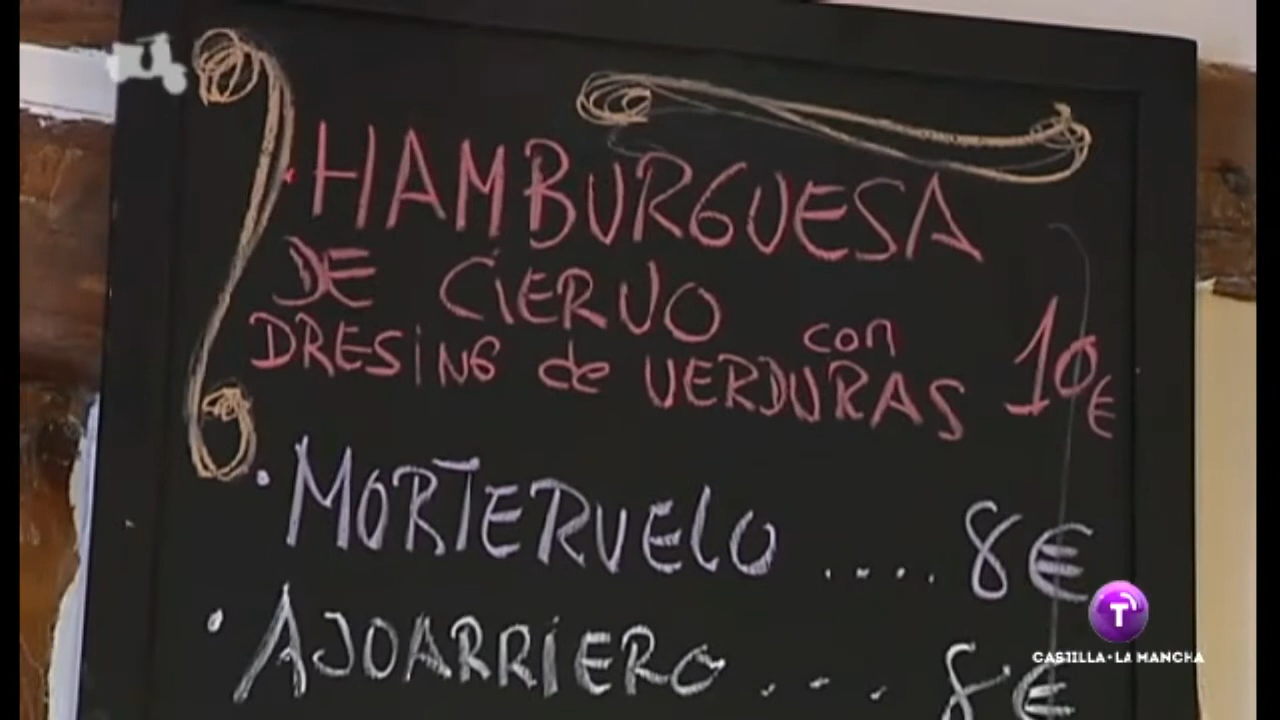 · HAMBURGUESA
DE CIERVO con
DRESiNG de VERDURAS 10€
· MORTERUELO .... 8€
· AJOARRIERO ... 8€
T
CASTILLA-LA MANCHA